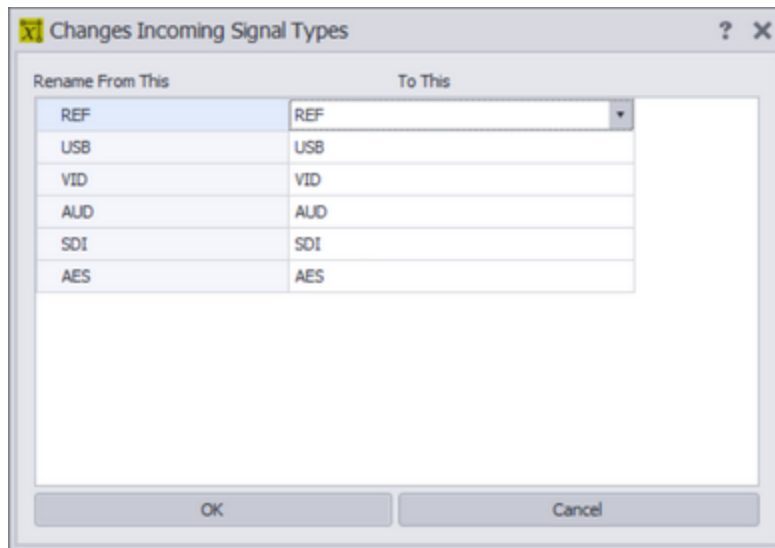 Changes Incoming Signal Types ? X
Rename From This To This
REF REF
USB USB
VID VID
AUD AUD
SDI SDI
AES AES
OK Cancel